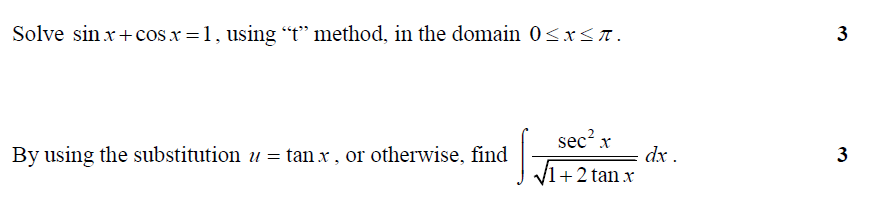 Solve sin x + cos x = 1, using “t” method, in the domain 0 ≤ x ≤ π. 3
By using the substitution u = tan x, or otherwise, find ∫ sec² x / √(1 + 2 tan x) dx. 3